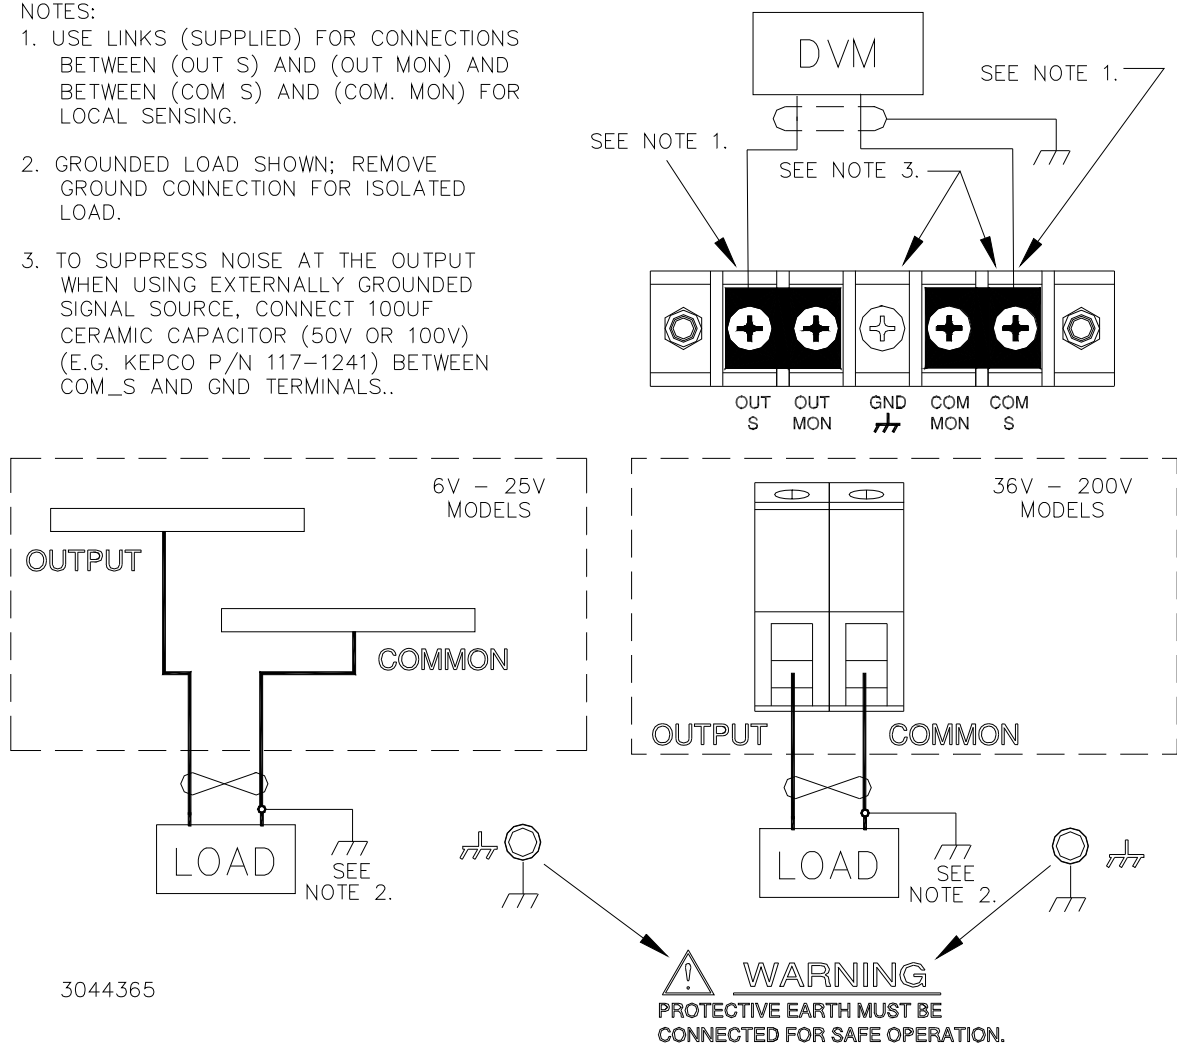 NOTES:
1. USE LINKS (SUPPLIED) FOR CONNECTIONS
BETWEEN (OUT S) AND (OUT MON) AND
BETWEEN (COM S) AND (COM. MON) FOR
LOCAL SENSING.
2. GROUNDED LOAD SHOWN; REMOVE
GROUND CONNECTION FOR ISOLATED
LOAD.
3. TO SUPPRESS NOISE AT THE OUTPUT
WHEN USING EXTERNALLY GROUNDED
SIGNAL SOURCE, CONNECT 100UF
CERAMIC CAPACITOR (50V OR 100V)
(E.G. KEPCO P/N 117-1241) BETWEEN
COM_S AND GND TERMINALS..
DVM
SEE NOTE 1.
SEE NOTE 1.
SEE NOTE 3.
OUT S
OUT MON
GND
COM MON
COM S
6V - 25V
MODELS
OUTPUT
COMMON
LOAD
SEE
NOTE 2.
36V - 200V
MODELS
OUTPUT
COMMON
LOAD
SEE
NOTE 2.
WARNING
PROTECTIVE EARTH MUST BE
CONNECTED FOR SAFE OPERATION.
3044365